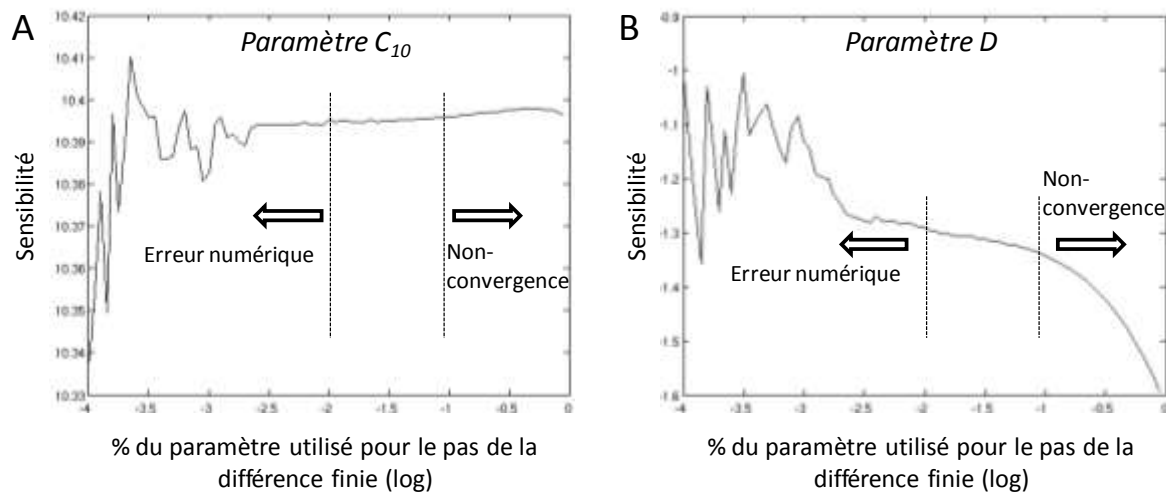 A
Paramètre C10
10.42
10.41
10.4
10.39
10.38
10.37
10.36
10.35
10.34
10.33
Sensibilité
Erreur numérique
Non-
convergence
-4
-3.5
-3
-2.5
-2
-1.5
-1
-0.5
0
% du paramètre utilisé pour le pas de la
différence finie (log)
B
Paramètre D
-0.9
-1
-1.1
-1.2
-1.3
-1.4
-1.5
-1.6
Sensibilité
Non-
convergence
Erreur numérique
-4
-3.5
-3
-2.5
-2
-1.5
-1
-0.5
0
% du paramètre utilisé pour le pas de la
différence finie (log)